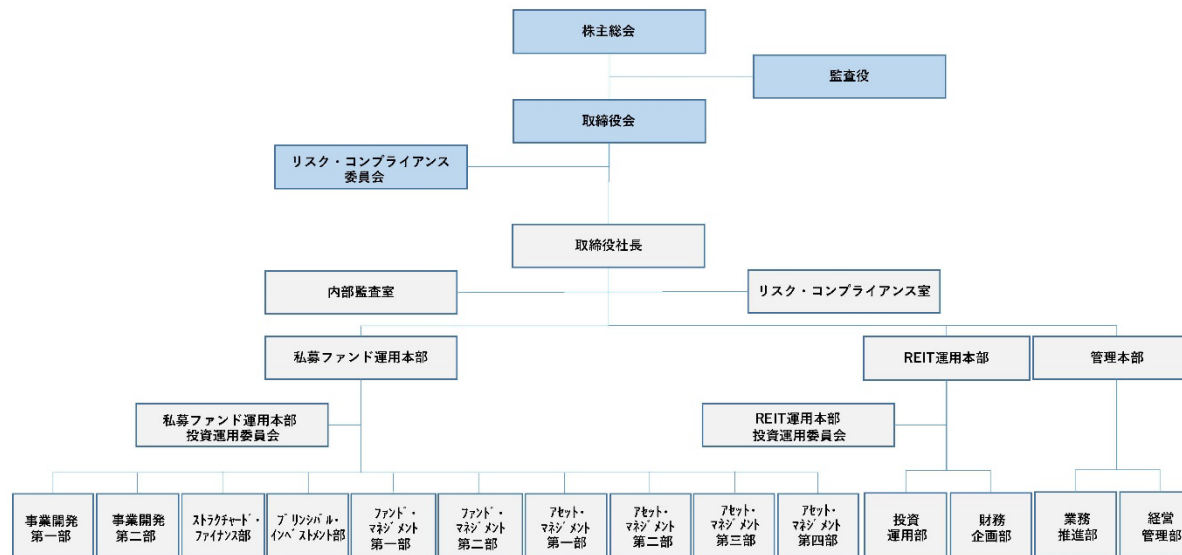 株主総会
監査役
取締役会
リスク・コンプライアンス
委員会
取締役社長
内部監査室
リスク・コンプライアンス室
私募ファンド運用本部
REIT運用本部
管理本部
私募ファンド運用本部
投資運用委員会
REIT運用本部
投資運用委員会
事業開発
第一部
事業開発
第二部
ストラクチャード・
ファイナンス部
プリンシパル・
インベストメント部
ファンド・
マネジメント
第一部
ファンド・
マネジメント
第二部
アセット・
マネジメント
第一部
アセット・
マネジメント
第二部
アセット・
マネジメント
第三部
アセット・
マネジメント
第四部
投資
運用部
財務
企画部
業務
推進部
経営
管理部